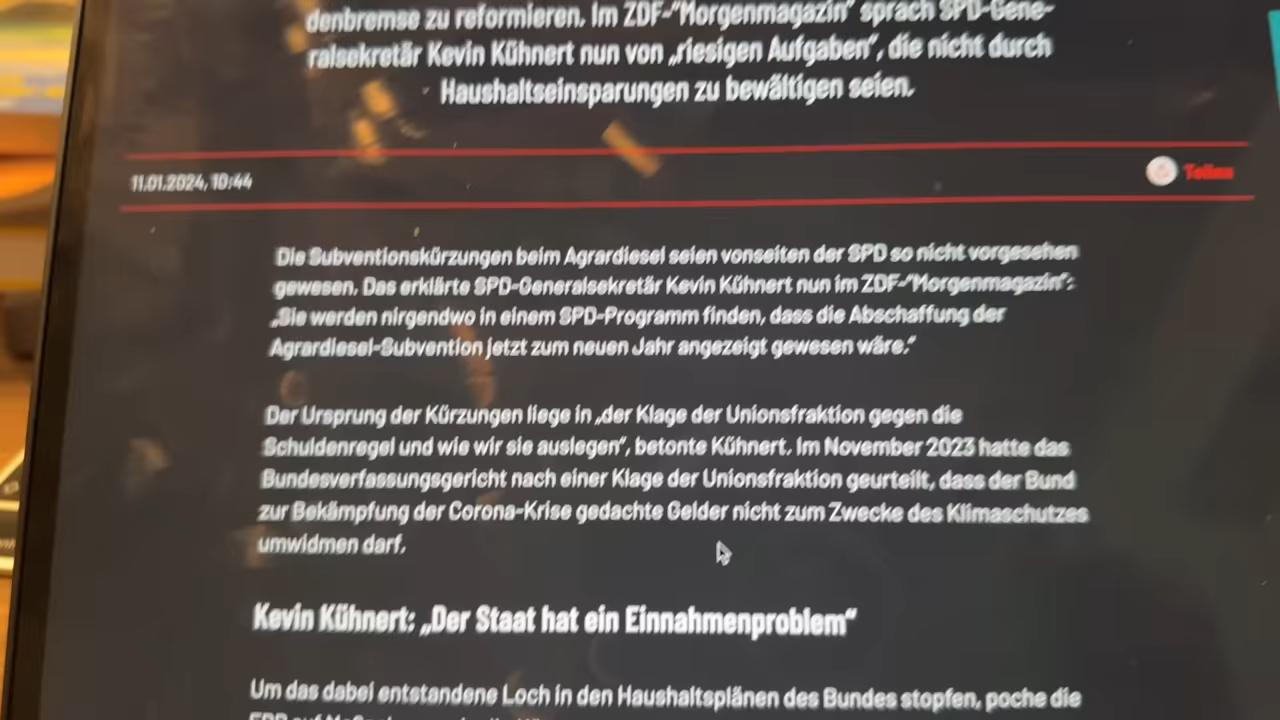 denbremse zu reformieren. Im ZDF-"Morgenmagazin" sprach SPD-Gene-
ralsekretär Kevin Kühnert nun von „riesigen Aufgaben“, die nicht durch
Haushaltseinsparungen zu bewältigen seien.
11.01.2024, 10:44
Teilen
Die Subventionskürzungen beim Agrardiesel seien vonseiten der SPD so nicht vorgesehen
gewesen. Das erklärte SPD-Generalsekretär Kevin Kühnert nun im ZDF-"Morgenmagazin":
„Sie werden nirgendwo in einem SPD-Programm finden, dass die Abschaffung der
Agrardiesel-Subvention jetzt zum neuen Jahr angezeigt gewesen wäre.“
Der Ursprung der Kürzungen liege in „der Klage der Unionsfraktion gegen die
Schuldenregel und wie wir sie auslegen“, betonte Kühnert. Im November 2023 hatte das
Bundesverfassungsgericht nach einer Klage der Unionsfraktion geurteilt, dass der Bund
zur Bekämpfung der Corona-Krise gedachte Gelder nicht zum Zwecke des Klimaschutzes
umwidmen darf.
Kevin Kühnert: „Der Staat hat ein Einnahmenproblem“
Um das dabei entstandene Loch in den Haushaltsplänen des Bundes stopfen, poche die